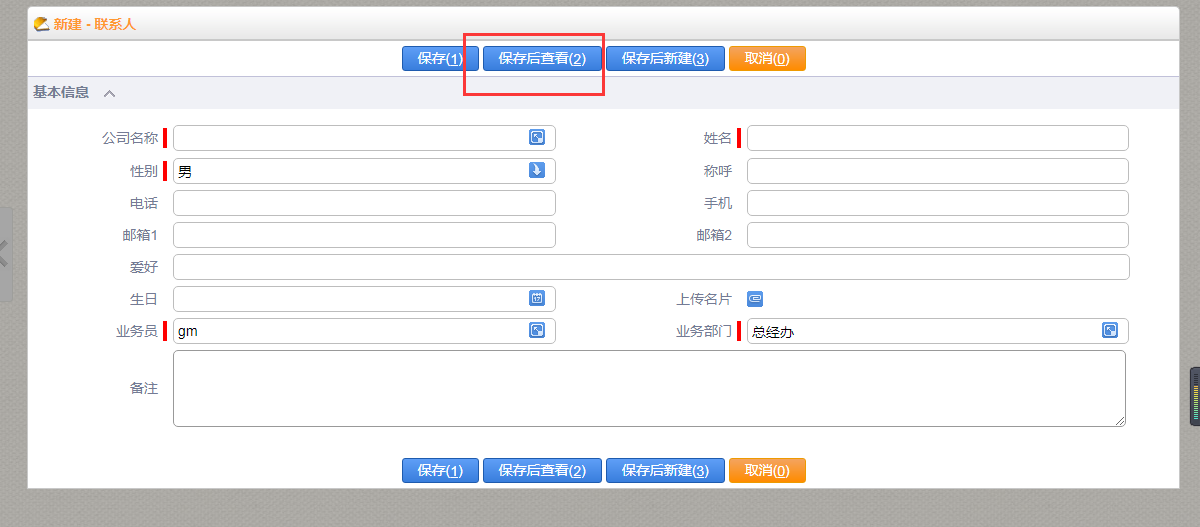 新建 - 联系人
保存(1) 保存后查看(2) 保存后新建(3) 取消(0)
基本信息
公司名称 姓名
性别 男 称呼
电话 手机
邮箱1 邮箱2
爱好
生日 上传名片
业务员 gm 业务部门 总经办
备注
保存(1) 保存后查看(2) 保存后新建(3) 取消(0)